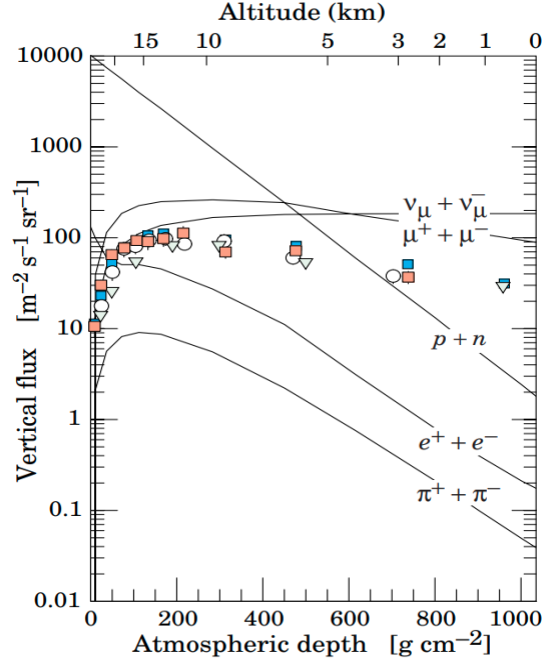 Altitude (km)
15 10 5 3 2 1 0
10000
1000
100
10
1
0.1
0.01
Vertical flux [m⁻² s⁻¹ sr⁻¹]
νμ + ν̄μ
μ⁺ + μ⁻
p + n
e⁺ + e⁻
π⁺ + π⁻
0 200 400 600 800 1000
Atmospheric depth [g cm⁻²]